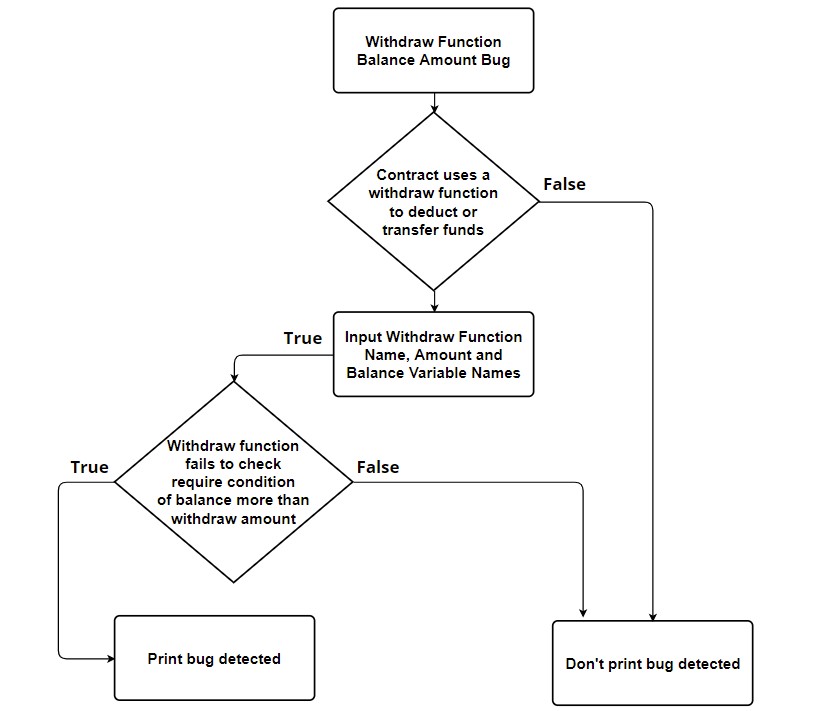 Withdraw Function
Balance Amount Bug
Contract uses a
withdraw function
to deduct or
transfer funds
False
True
Input Withdraw Function
Name, Amount and
Balance Variable Names
Withdraw function
fails to check
require condition
of balance more than
withdraw amount
True
False
Print bug detected
Don't print bug detected